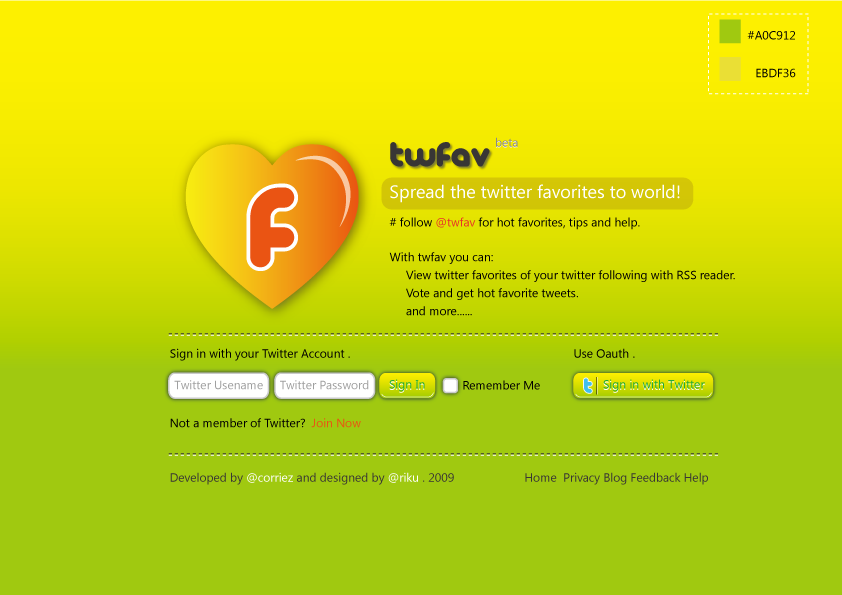 #A0C912
EBDF36
twfav beta
F
Spread the twitter favorites to world!
# follow @twfav for hot favorites, tips and help.
With twfav you can:
View twitter favorites of your twitter following with RSS reader.
Vote and get hot favorite tweets.
and more......
Sign in with your Twitter Account .
Use Oauth .
Twitter Usename
Twitter Password
Sign In
Remember Me
t Sign in with Twitter
Not a member of Twitter? Join Now
Developed by @corriez and designed by @riku . 2009
Home Privacy Blog Feedback Help